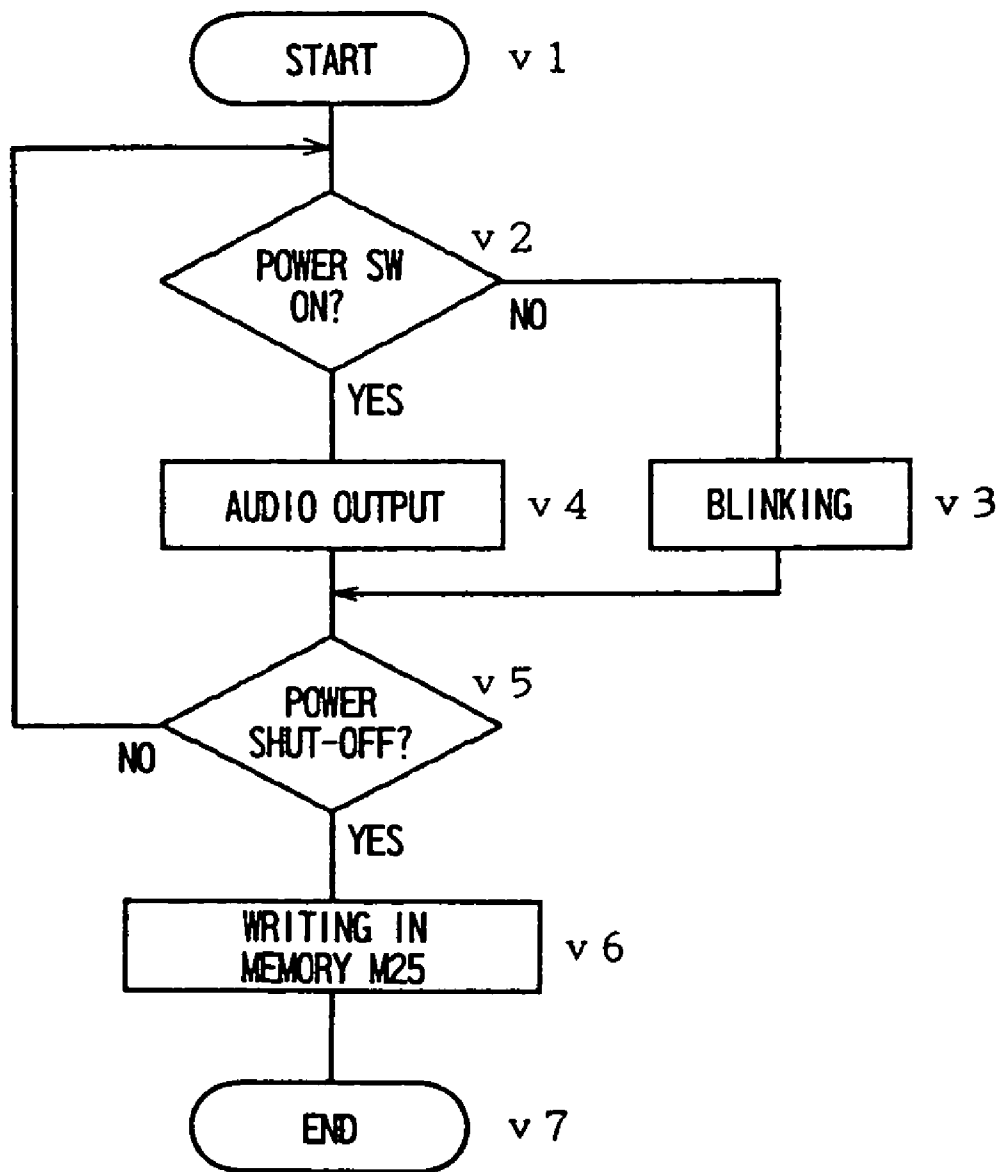 START v 1
POWER SW v 2
ON?
NO
YES
AUDIO OUTPUT v 4
BLINKING v 3
POWER v 5
SHUT-OFF?
NO
YES
WRITING IN
MEMORY M25 v 6
END v 7